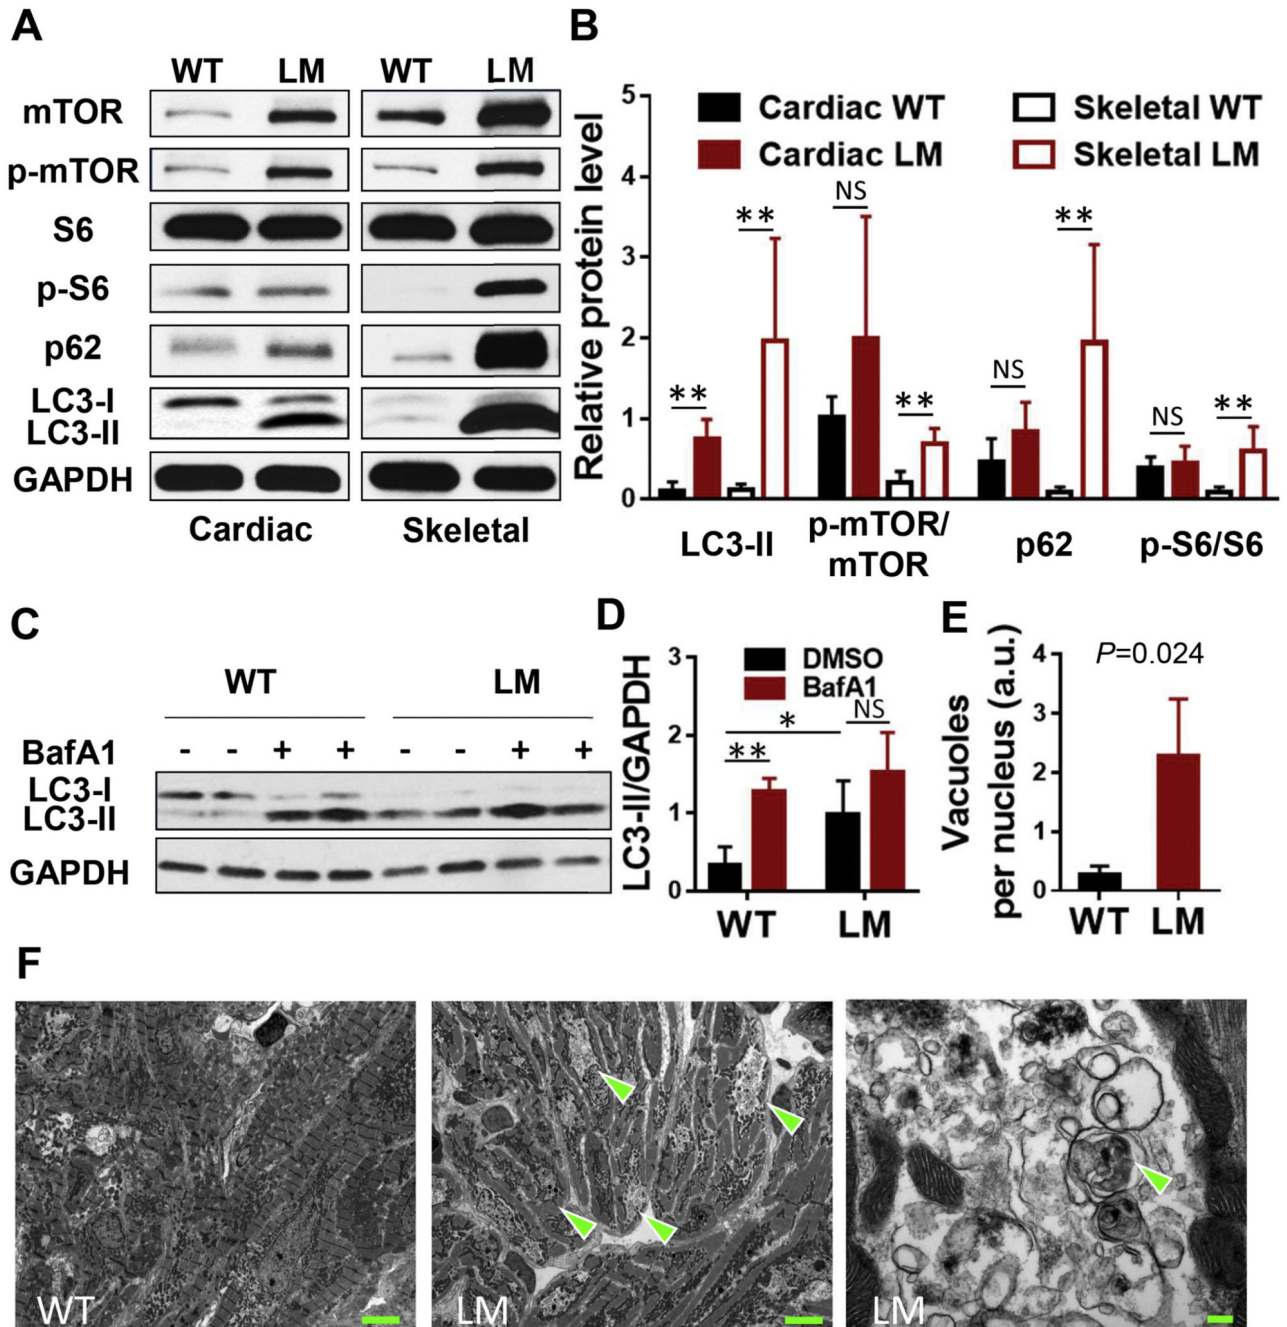 A
WT LM WT LM
mTOR
p-mTOR
S6
p-S6
p62
LC3-I
LC3-II
GAPDH
Cardiac Skeletal
B
Relative protein level
5
4
3
2
1
0
Cardiac WT Skeletal WT
Cardiac LM Skeletal LM
** ** NS ** NS ** NS **
LC3-II p-mTOR/ p62 p-S6/S6
mTOR
C
WT LM
BafA1 - - + + - - + +
LC3-I
LC3-II
GAPDH
D
LC3-II/GAPDH
3
2
1
0
DMSO
BafA1
** * NS
WT LM
E
Vacuoles
per nucleus (a.u.)
4
3
2
1
0
P=0.024
WT LM
F
WT LM LM